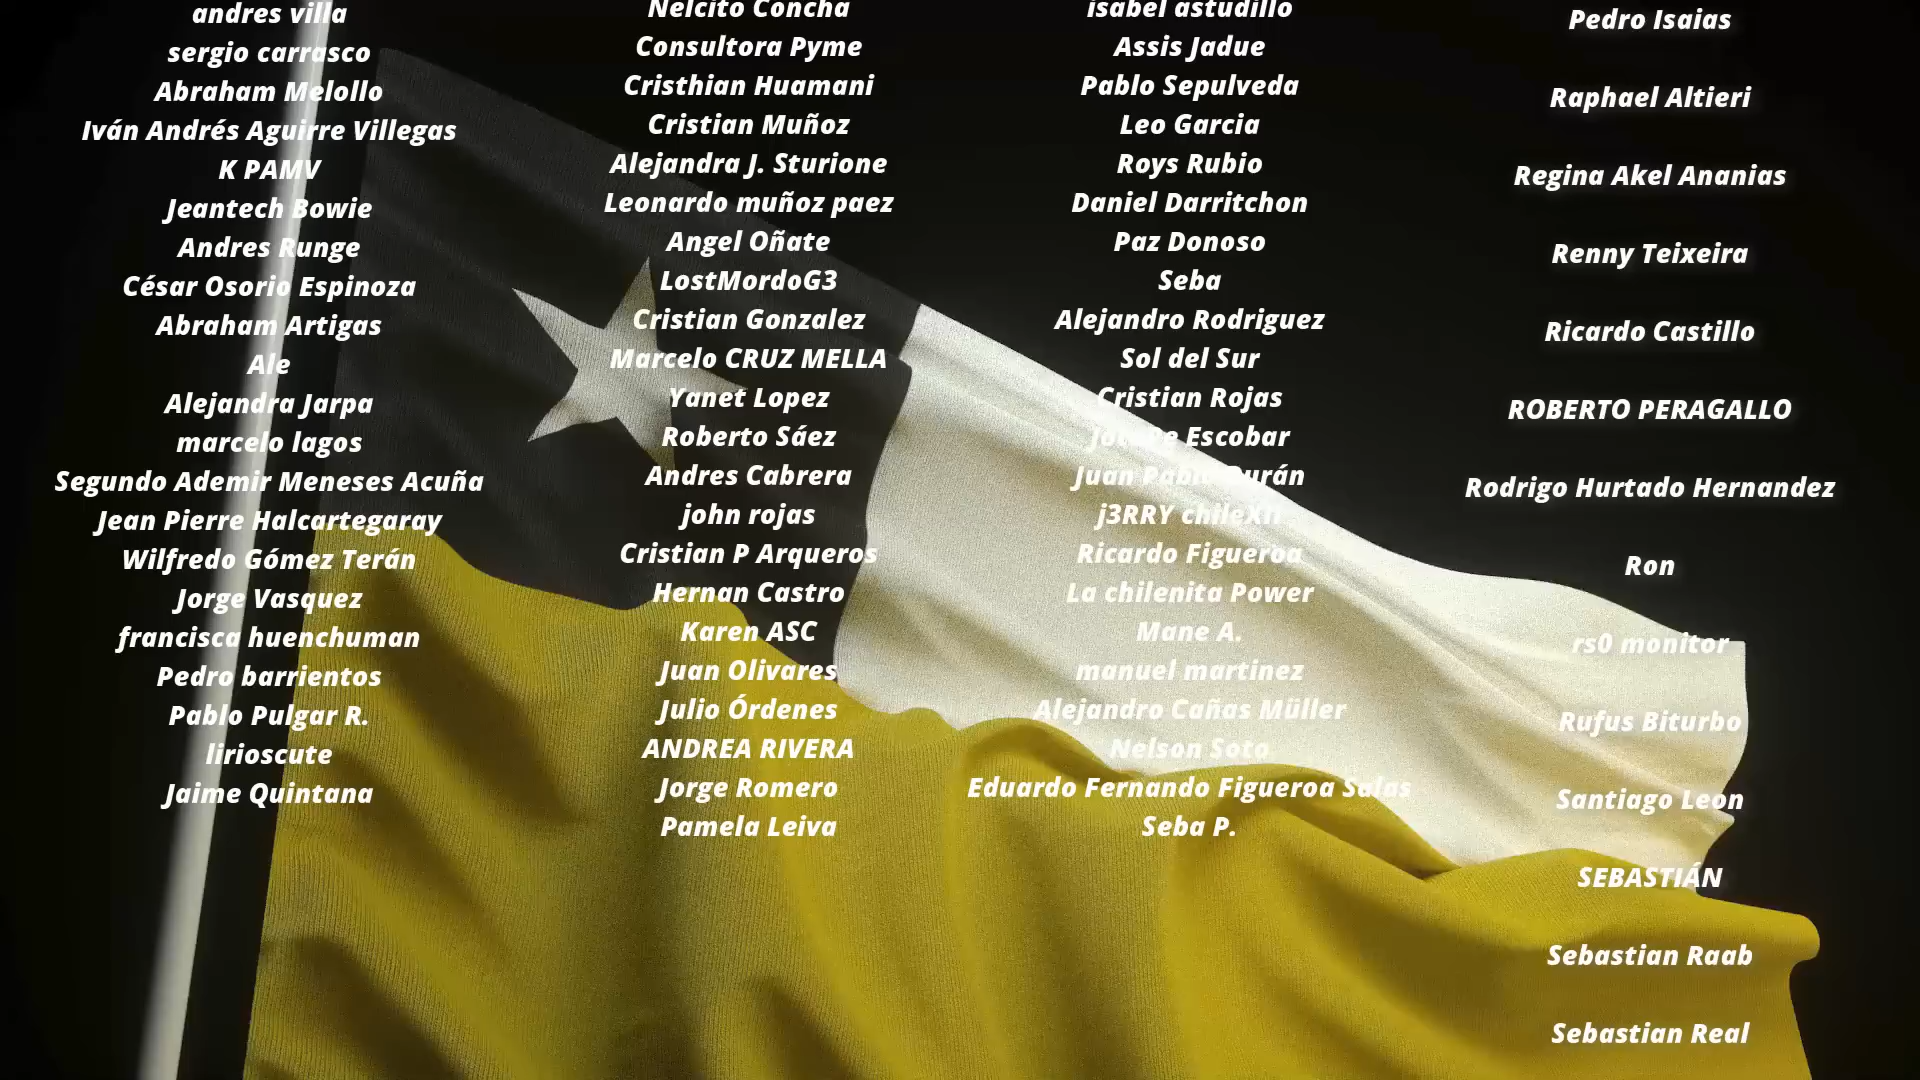 andres villa
sergio carrasco
Abraham Melollo
Iván Andrés Aguirre Villegas
K PAMV
Jeantech Bowie
Andres Runge
César Osorio Espinoza
Abraham Artigas
Ale
Alejandra Jarpa
marcelo lagos
Segundo Ademir Meneses Acuña
Jean Pierre Halcartegaray
Wilfredo Gómez Terán
Jorge Vasquez
francisca huenchuman
Pedro barrientos
Pablo Pulgar R.
lirioscute
Jaime Quintana
Nelcito Concha
Consultora Pyme
Cristhian Huamani
Cristian Muñoz
Alejandra J. Sturione
Leonardo muñoz paez
Angel Oñate
LostMordoG3
Cristian Gonzalez
Marcelo CRUZ MELLA
Yanet Lopez
Roberto Sáez
Andres Cabrera
john rojas
Cristian P Arqueros
Hernan Castro
Karen ASC
Juan Olivares
Julio Órdenes
ANDREA RIVERA
Jorge Romero
Pamela Leiva
isabel astudillo
Assis Jadue
Pablo Sepulveda
Leo Garcia
Roys Rubio
Daniel Darritchon
Paz Donoso
Seba
Alejandro Rodriguez
Sol del Sur
Cristian Rojas
Escobar
Juan Pablo Durán
j3RRY
Ricardo Figueroa
La chilenita Power
Mane A.
manuel martinez
Alejandro Cañas Müller
Nelson Soto
Eduardo Fernando Figueroa Salas
Seba P.
Pedro Isaias
Raphael Altieri
Regina Akel Ananias
Renny Teixeira
Ricardo Castillo
ROBERTO PERAGALLO
Rodrigo Hurtado Hernandez
Ron
rs0 monitor
Rufus Biturbo
Santiago Leon
SEBASTIÁN
Sebastian Raab
Sebastian Real